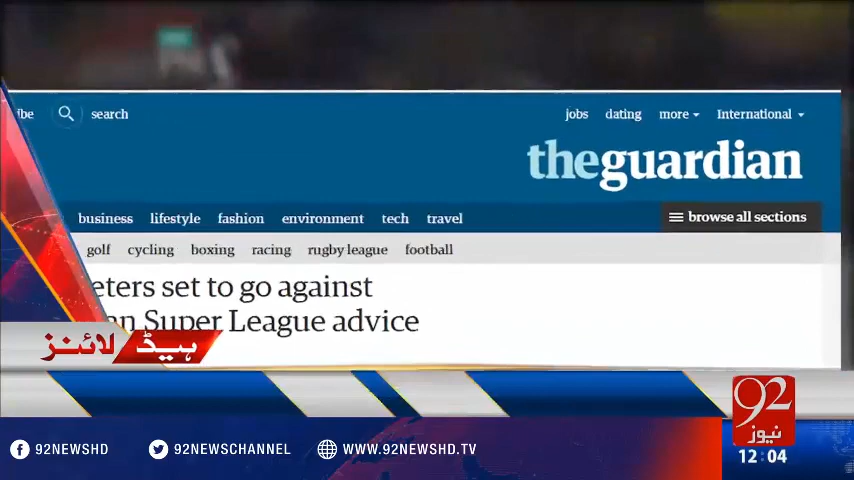 ibe search jobs dating more International
theguardian
business lifestyle fashion environment tech travel browse all sections
golf cycling boxing racing rugby league football
eters set to go against
an Super League advice
ہیڈ لائنز
92
نیوز
12:04
92NEWSHD 92NEWSCHANNEL WWW.92NEWSHD.TV